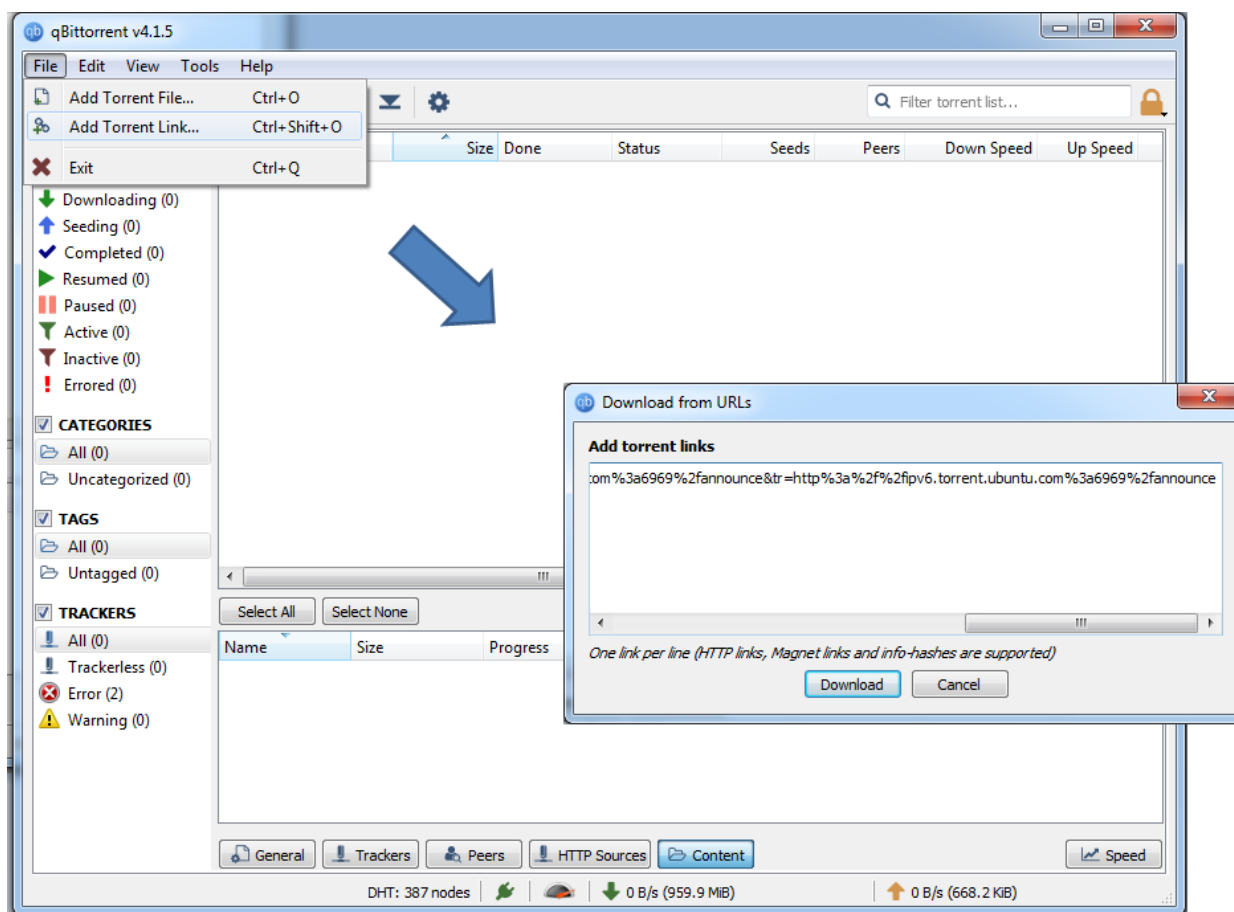 qBittorrent v4.1.5
File Edit View Tools Help
Add Torrent File... Ctrl+O
Add Torrent Link... Ctrl+Shift+O
Exit Ctrl+Q
Filter torrent list...
Size Done Status Seeds Peers Down Speed Up Speed
Downloading (0)
Seeding (0)
Completed (0)
Resumed (0)
Paused (0)
Active (0)
Inactive (0)
Errored (0)
CATEGORIES
All (0)
Uncategorized (0)
TAGS
All (0)
Untagged (0)
TRACKERS
All (0)
Trackerless (0)
Error (2)
Warning (0)
Select All Select None
Name Size Progress
Download from URLs
Add torrent links
com%3a6969%2fannounce&tr=http%3a%2f%2fipv6.torrent.ubuntu.com%3a6969%2fannounce
One link per line (HTTP links, Magnet links and info-hashes are supported)
Download Cancel
General Trackers Peers HTTP Sources Content Speed
DHT: 387 nodes 0 B/s (959.9 MiB) 0 B/s (668.2 KiB)